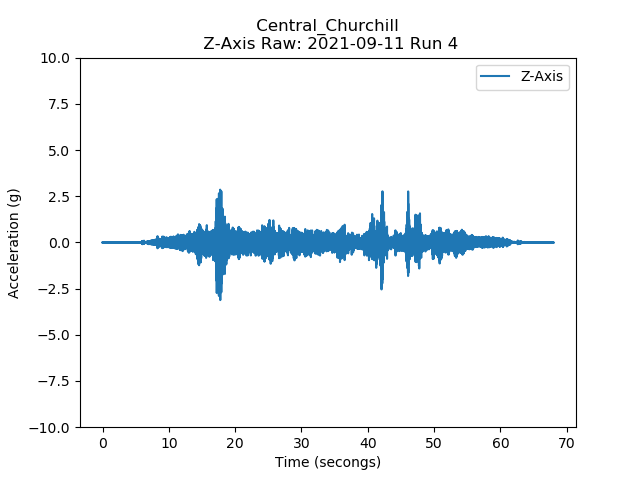 Central_Churchill
Z-Axis Raw: 2021-09-11 Run 4
Z-Axis
10.0
7.5
5.0
2.5
0.0
−2.5
−5.0
−7.5
−10.0
Acceleration (g)
0 10 20 30 40 50 60 70
Time (secongs)